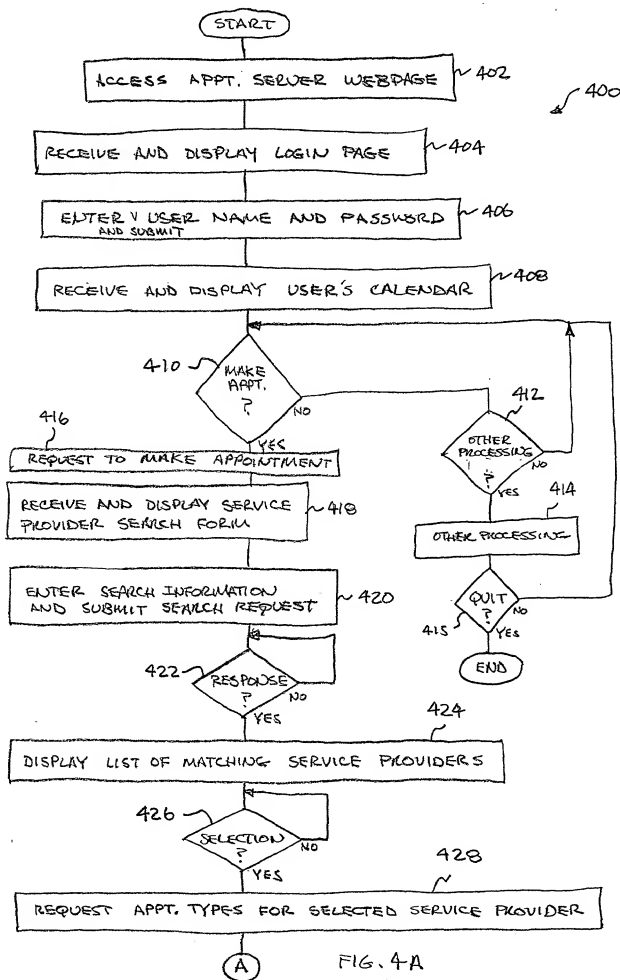 START
ACCESS APPT. SERVER WEBPAGE
402
400
RECEIVE AND DISPLAY LOGIN PAGE
404
ENTER ∨ USER NAME AND PASSWORD
AND SUBMIT
406
RECEIVE AND DISPLAY USER'S CALENDAR
408
410
MAKE
APPT.
?
NO
YES
412
OTHER
PROCESSING
?
NO
YES
416
REQUEST TO MAKE APPOINTMENT
414
OTHER PROCESSING
RECEIVE AND DISPLAY SERVICE
PROVIDER SEARCH FORM
418
ENTER SEARCH INFORMATION
AND SUBMIT SEARCH REQUEST
420
QUIT
?
NO
415
YES
END
422
RESPONSE
?
NO
YES
424
DISPLAY LIST OF MATCHING SERVICE PROVIDERS
426
SELECTION
?
NO
YES
428
REQUEST APPT. TYPES FOR SELECTED SERVICE PROVIDER
A
FIG. 4A